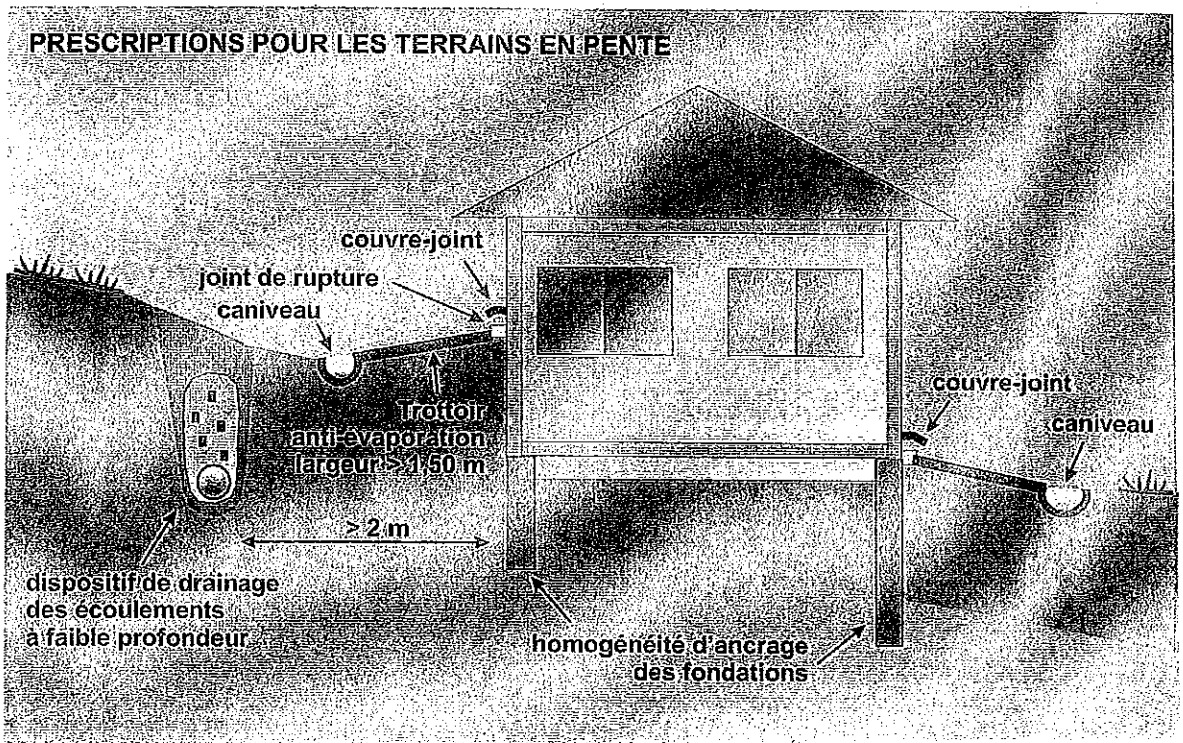 PRESCRIPTIONS POUR LES TERRAINS EN PENTE
couvre-joint
joint de rupture
caniveau
Trottoir
anti-évaporation
largeur > 1,50 m
couvre-joint
caniveau
> 2 m
dispositif de drainage
des écoulements
à faible profondeur
homogénéité d'ancrage
des fondations